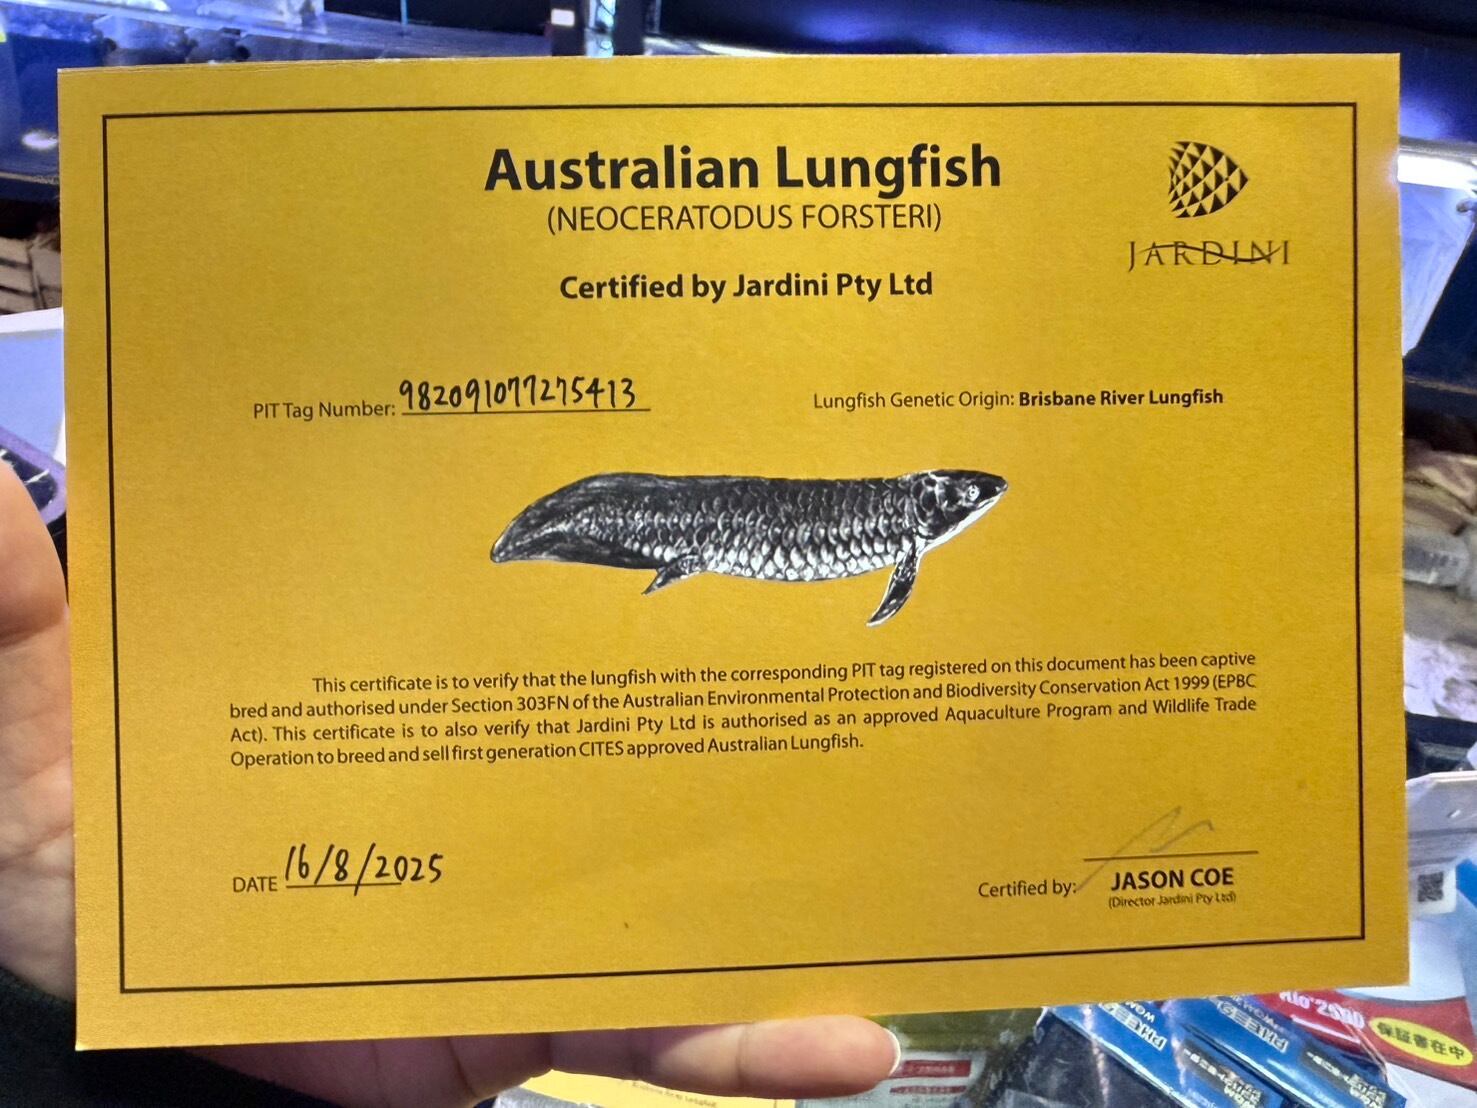 Australian Lungfish
(NEOCERATODUS FORSTERI)
JARDINI
Certified by Jardini Pty Ltd
PIT Tag Number: 982091077275413
Lungfish Genetic Origin: Brisbane River Lungfish
This certificate is to verify that the lungfish with the corresponding PIT tag registered on this document has been captive
bred and authorised under Section 303FN of the Australian Environmental Protection and Biodiversity Conservation Act 1999 (EPBC
Act). This certificate is to also verify that Jardini Pty Ltd is authorised as an approved Aquaculture Program and Wildlife Trade
Operation to breed and sell first generation CITES approved Australian Lungfish.
DATE 16/8/2025
Certified by: JASON COE
(Director Jardini Pty Ltd)
保証書在中